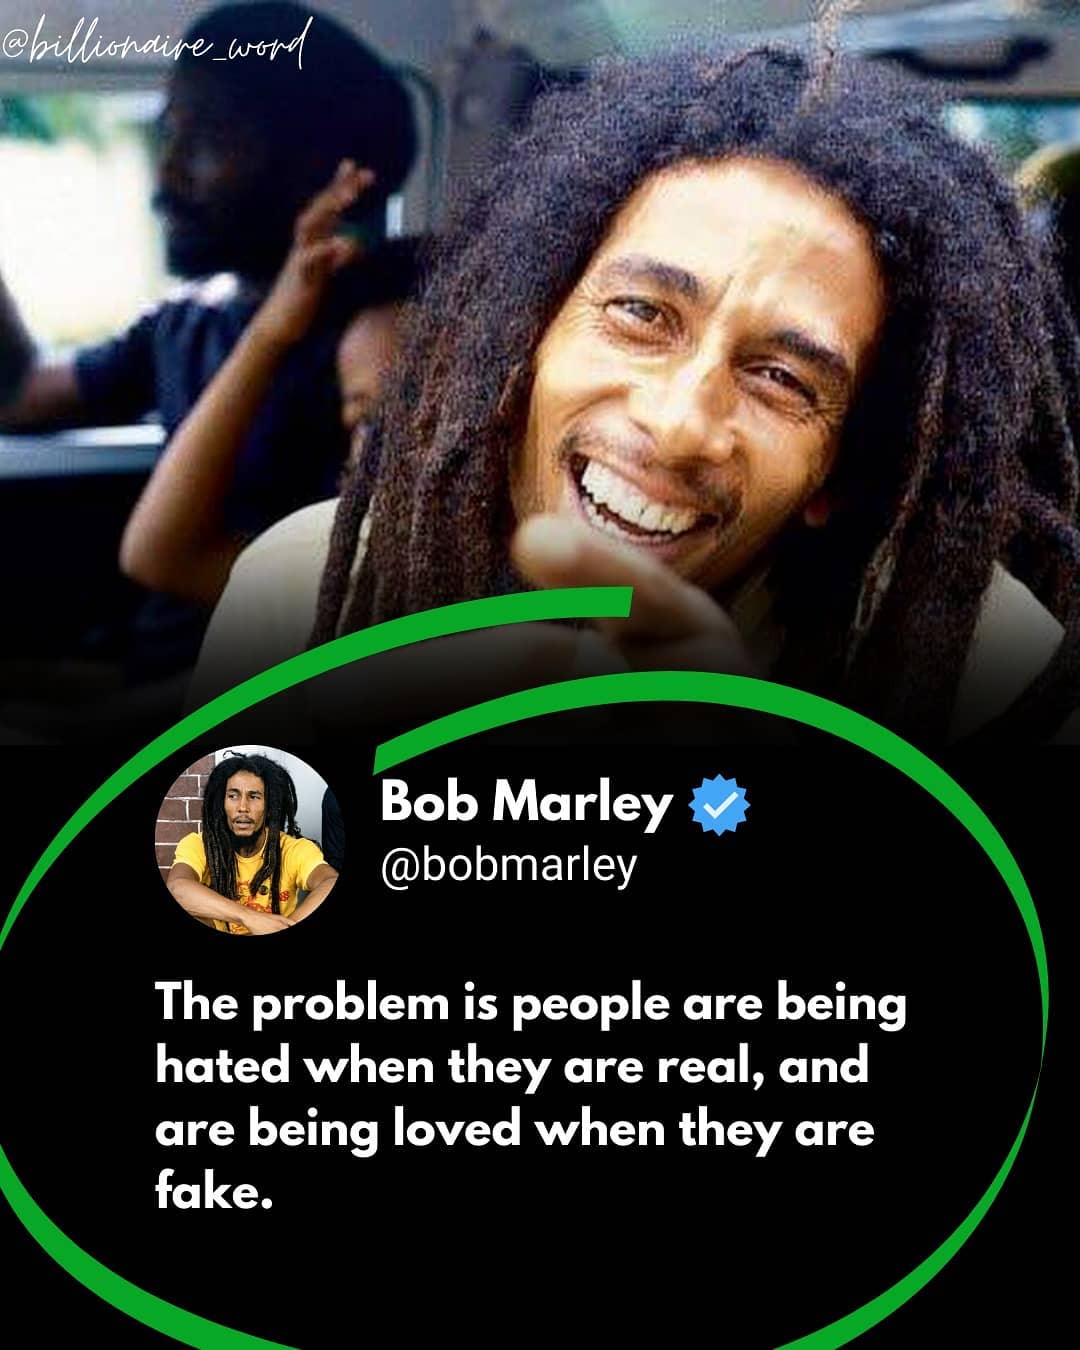 @billionaire_word
Bob Marley
@bobmarley
The problem is people are being
hated when they are real, and
are being loved when they are
fake.